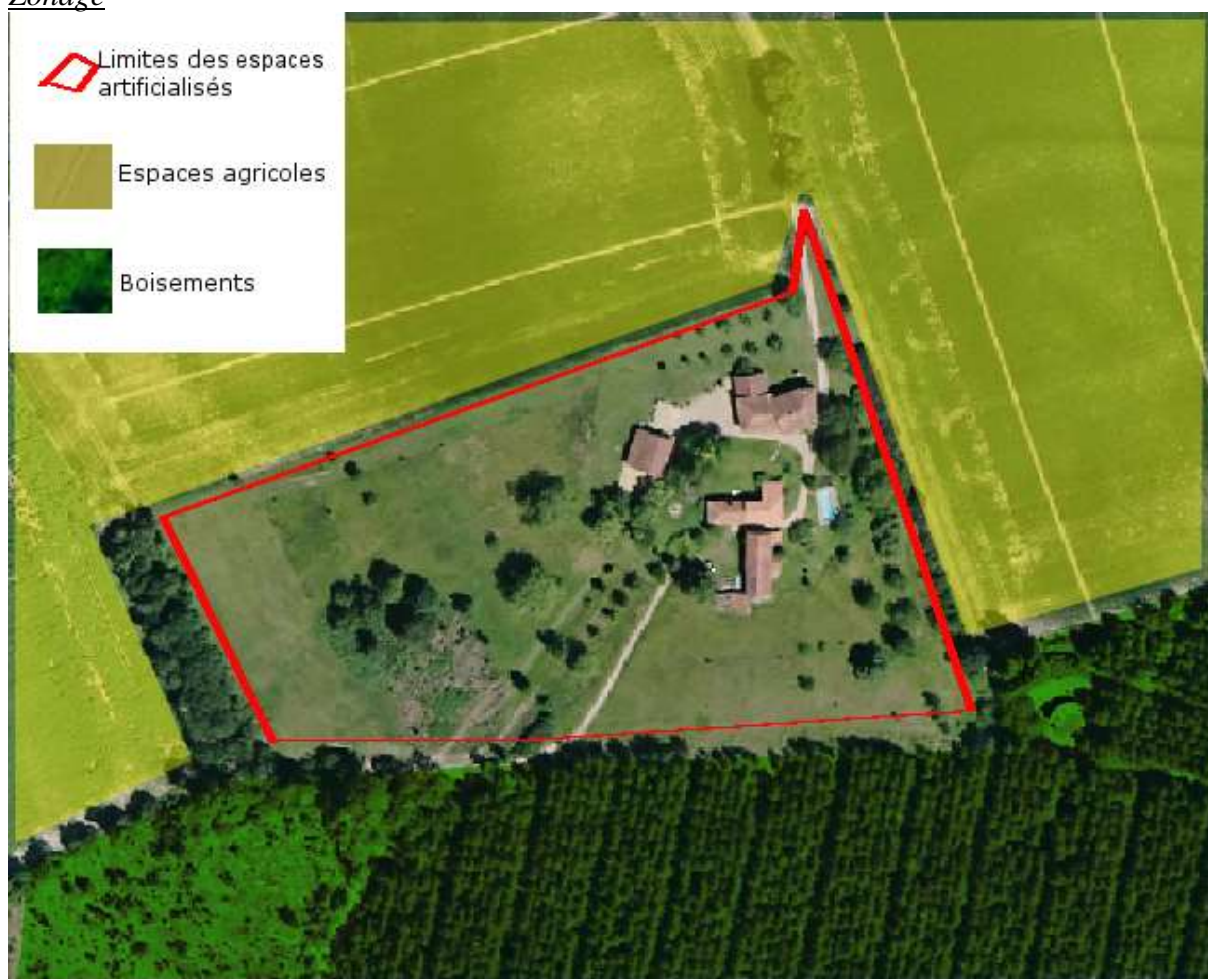 Zonage
Limites des espaces
artificialisés
Espaces agricoles
Boisements